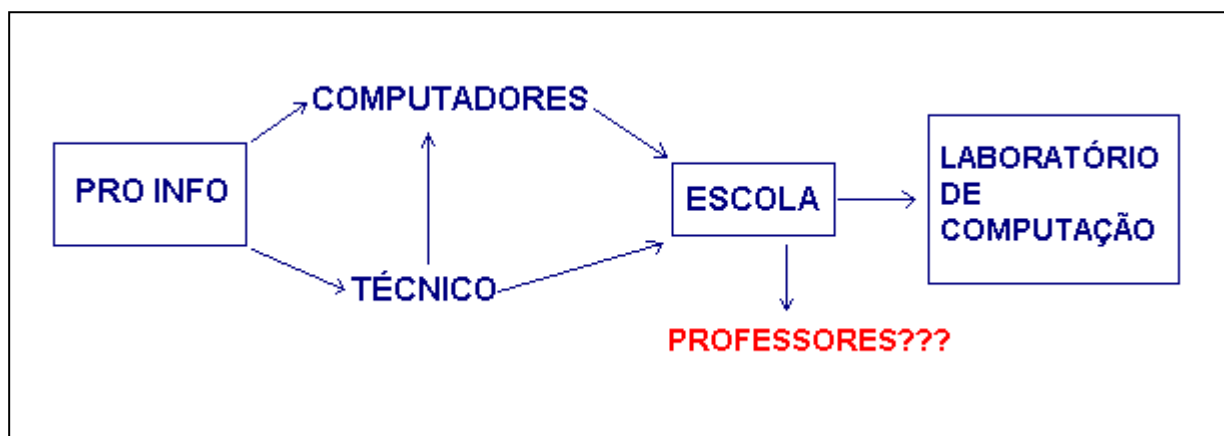 COMPUTADORES
PRO INFO
TÉCNICO
ESCOLA
LABORATÓRIO
DE
COMPUTAÇÃO
PROFESSORES???